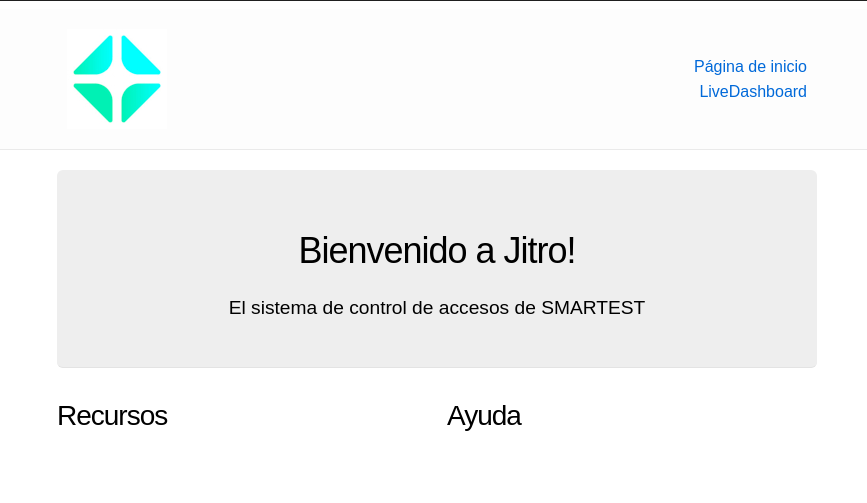 Página de inicio
LiveDashboard
Bienvenido a Jitro!
El sistema de control de accesos de SMARTEST
Recursos
Ayuda